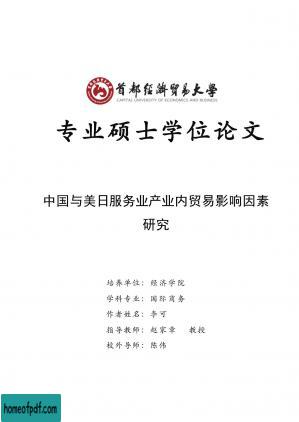 首都经济贸易大学
CAPITAL UNIVERSITY OF ECONOMICS AND BUSINESS
专业硕士学位论文
中国与美日服务业产业内贸易影响因素
研究
培养单位：经济学院
学科专业：国际商务
作者姓名：李可
指导教师：赵家章 教授
校外导师：陈伟
homeofpdf.com